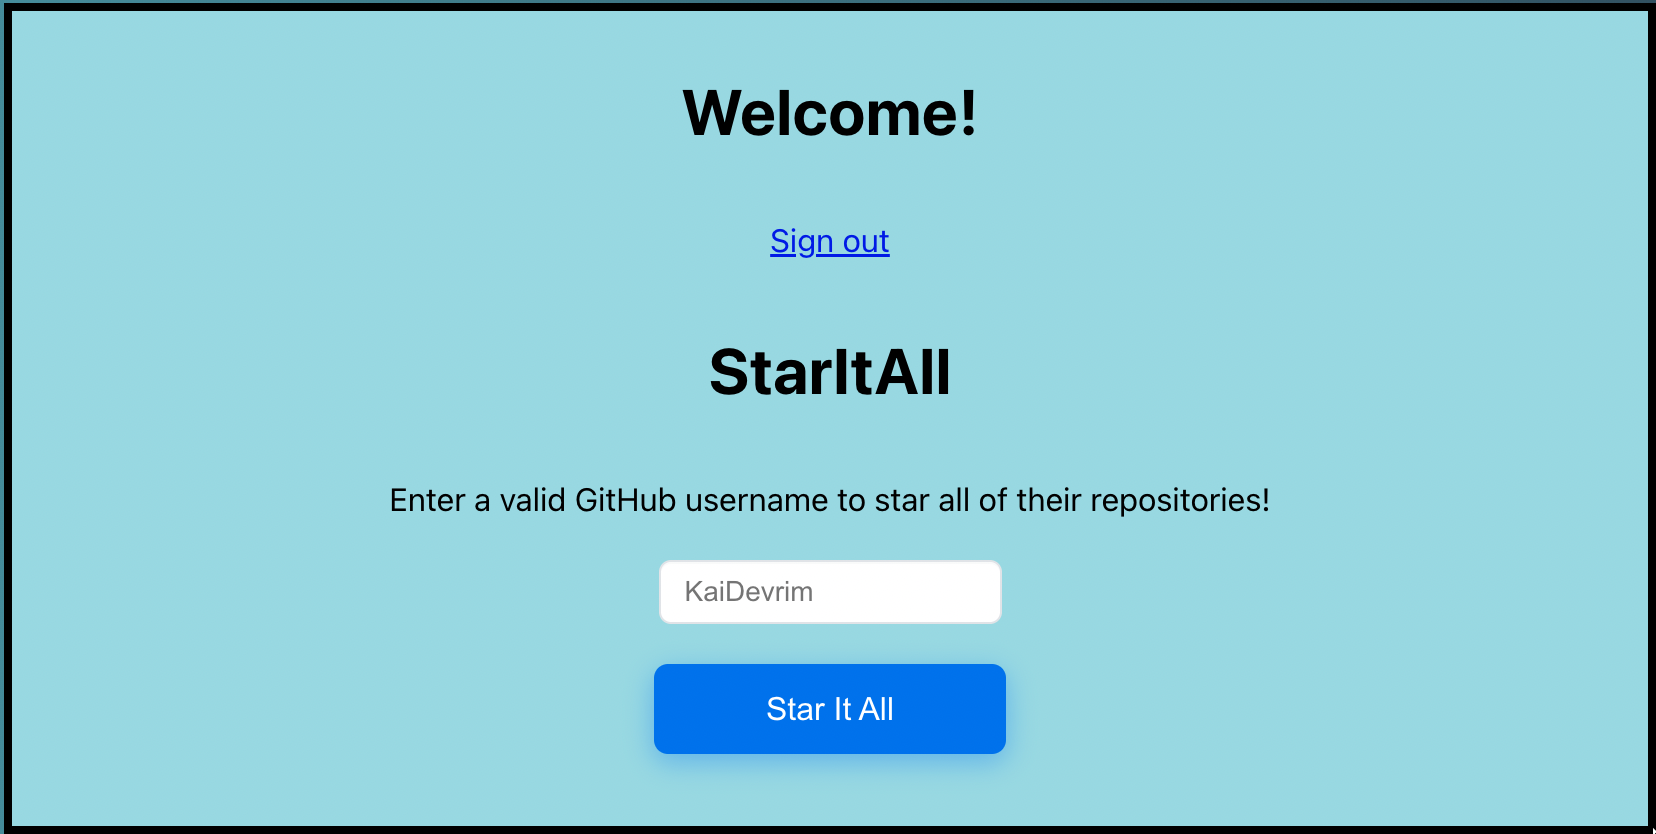 Welcome!
Sign out
StarItAll
Enter a valid GitHub username to star all of their repositories!
KaiDevrim
Star It All